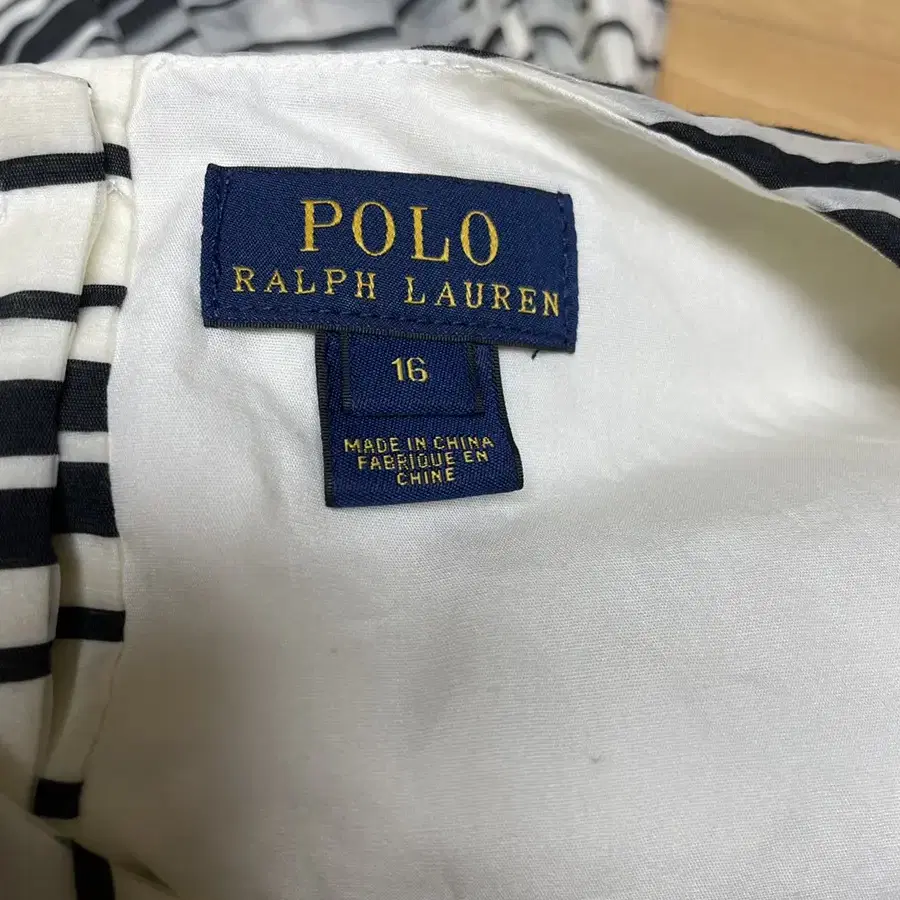 POLO
RALPH LAUREN
16
MADE IN CHINA
FABRIQUE EN
CHINE